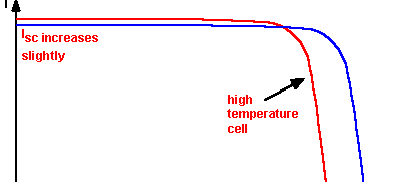 I
Isc increases
slightly
high
temperature
cell